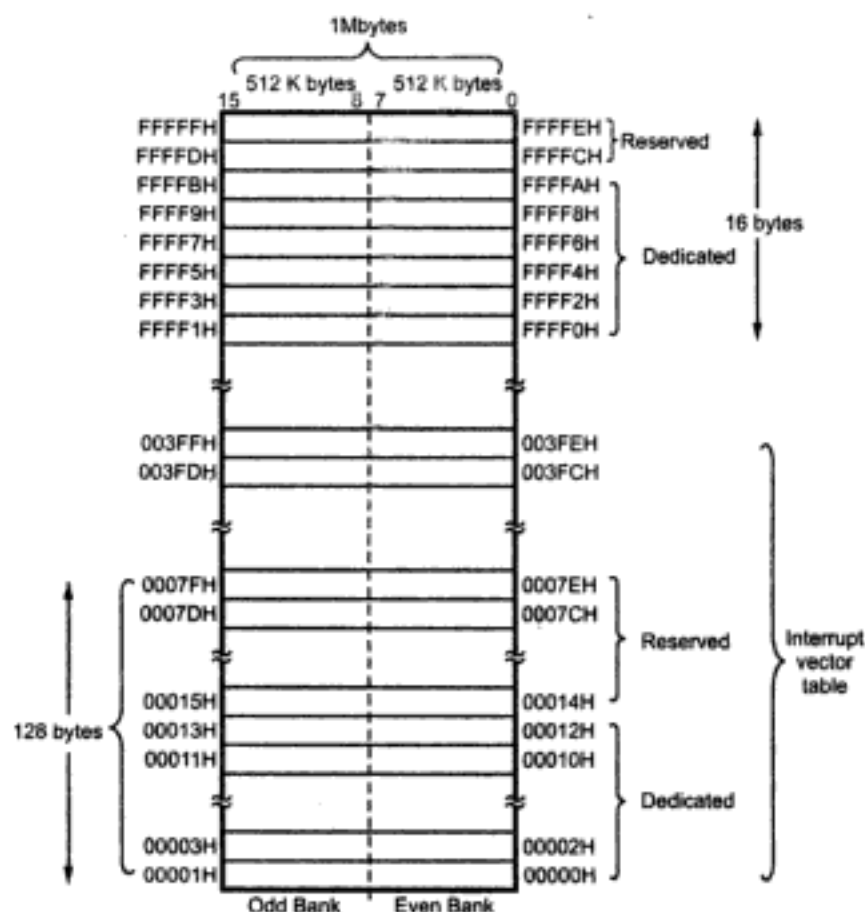 1Mbytes
512 K bytes 512 K bytes
15 8 7 0
FFFFFH FFFFEH
Reserved
FFFFDH FFFFCH
FFFFBH FFFFAH
FFFF9H FFFF8H
16 bytes
FFFF7H FFFF6H
Dedicated
FFFF5H FFFF4H
FFFF3H FFFF2H
FFFF1H FFFF0H
003FFH 003FEH
003FDH 003FCH
0007FH 0007EH
0007DH 0007CH
Reserved
Interrupt
vector
table
00015H 00014H
128 bytes
00013H 00012H
00011H 00010H
Dedicated
00003H 00002H
00001H 00000H
Odd Bank Even Bank